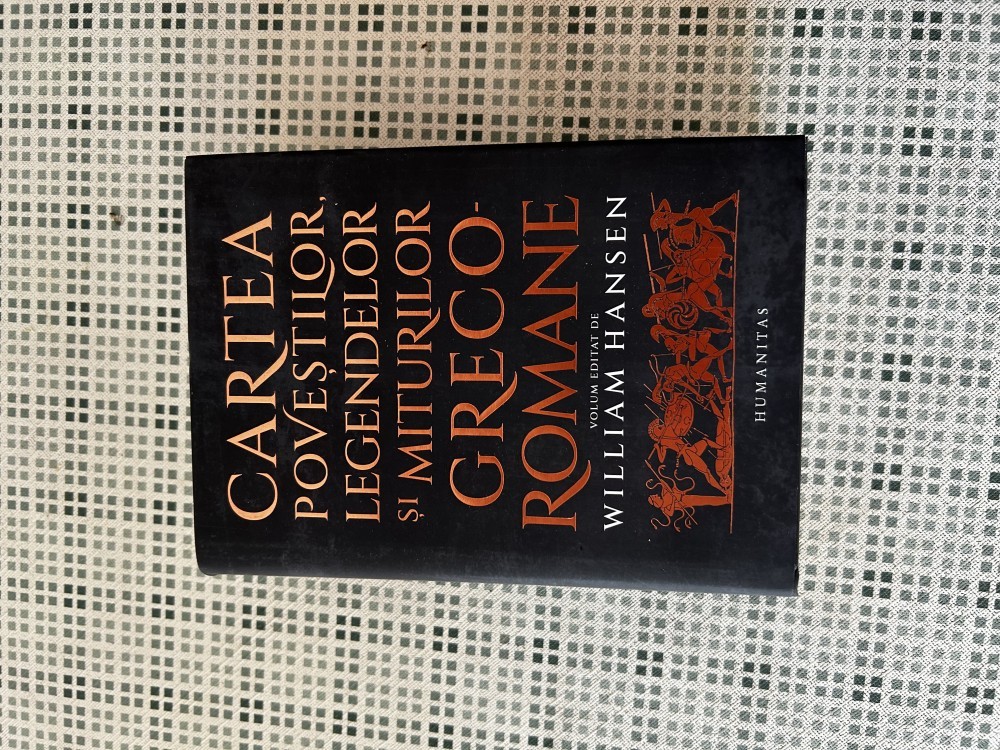 CARTEA
POVEȘTILOR,
LEGENDELOR
ȘI MITURILOR
GRECO-
ROMANE
VOLUM EDITAT DE
WILLIAM HANSEN
HUMANITAS